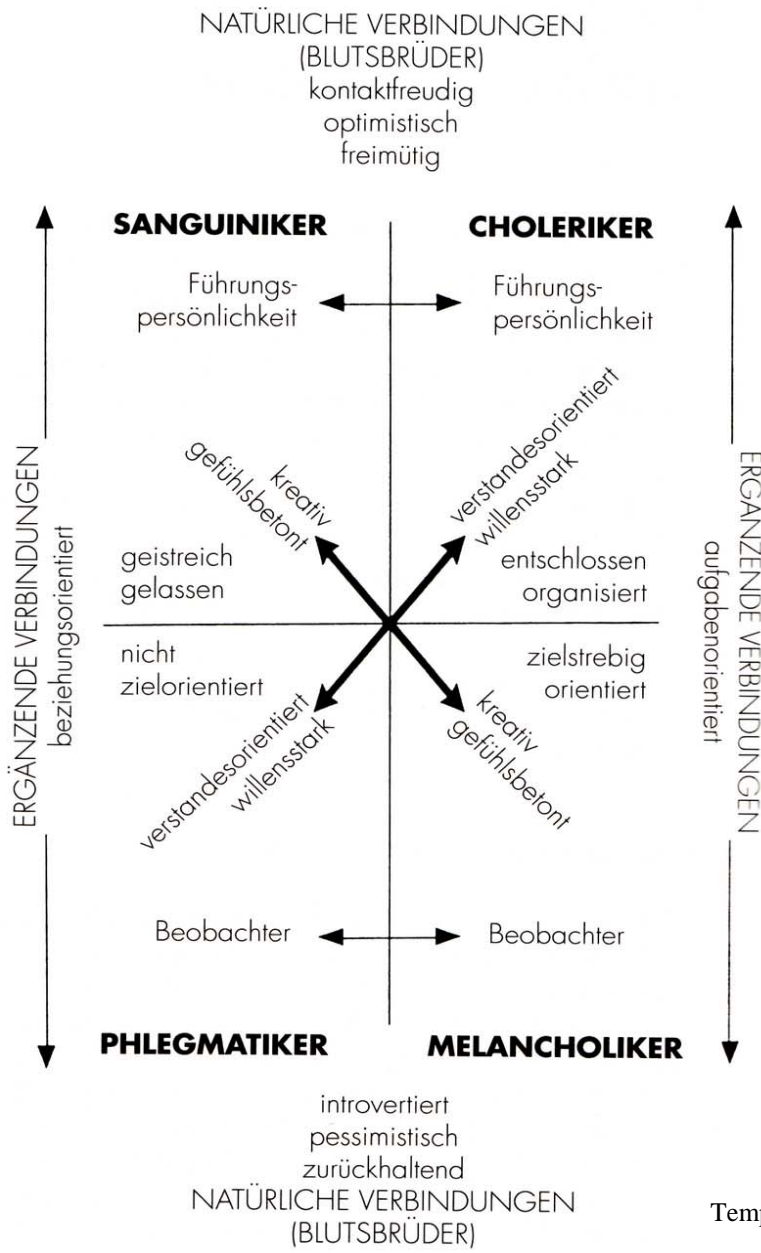 NATÜRLICHE VERBINDUNGEN
(BLUTSBRÜDER)
kontaktfreudig
optimistisch
freimütig
SANGUINIKER
CHOLERIKER
Führungs-
persönlichkeit
Führungs-
persönlichkeit
kreativ
gefühlsbetont
verstandesorientiert
willensstark
geistreich
gelassen
entschlossen
organisiert
ERGÄNZENDE VERBINDUNGEN
beziehungsorientiert
ERGÄNZENDE VERBINDUNGEN
aufgabenorientiert
nicht
zielorientiert
zielstrebig
orientiert
verstandesorientiert
willensstark
kreativ
gefühlsbetont
Beobachter
Beobachter
PHLEGMATIKER
MELANCHOLIKER
introvertiert
pessimistisch
zurückhaltend
NATÜRLICHE VERBINDUNGEN
(BLUTSBRÜDER)
Temp